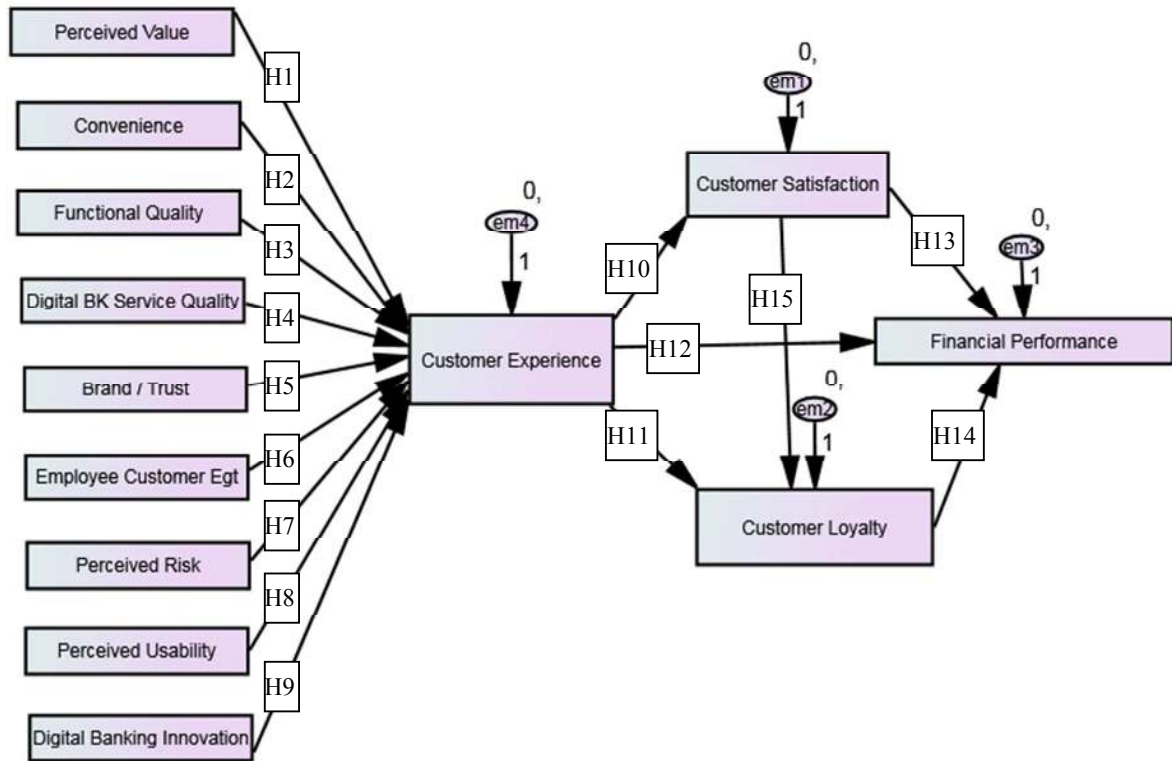 Perceived Value
H1
Convenience
H2
Functional Quality
H3
Digital BK Service Quality
H4
Brand / Trust
H5
Employee Customer Egt
H6
Perceived Risk
H7
Perceived Usability
H8
Digital Banking Innovation
H9
0,
em4
1
Customer Experience
H10
H12
H11
0,
em1
1
Customer Satisfaction
H15
H13
0,
em2
1
Customer Loyalty
H14
0,
em3
1
Financial Performance